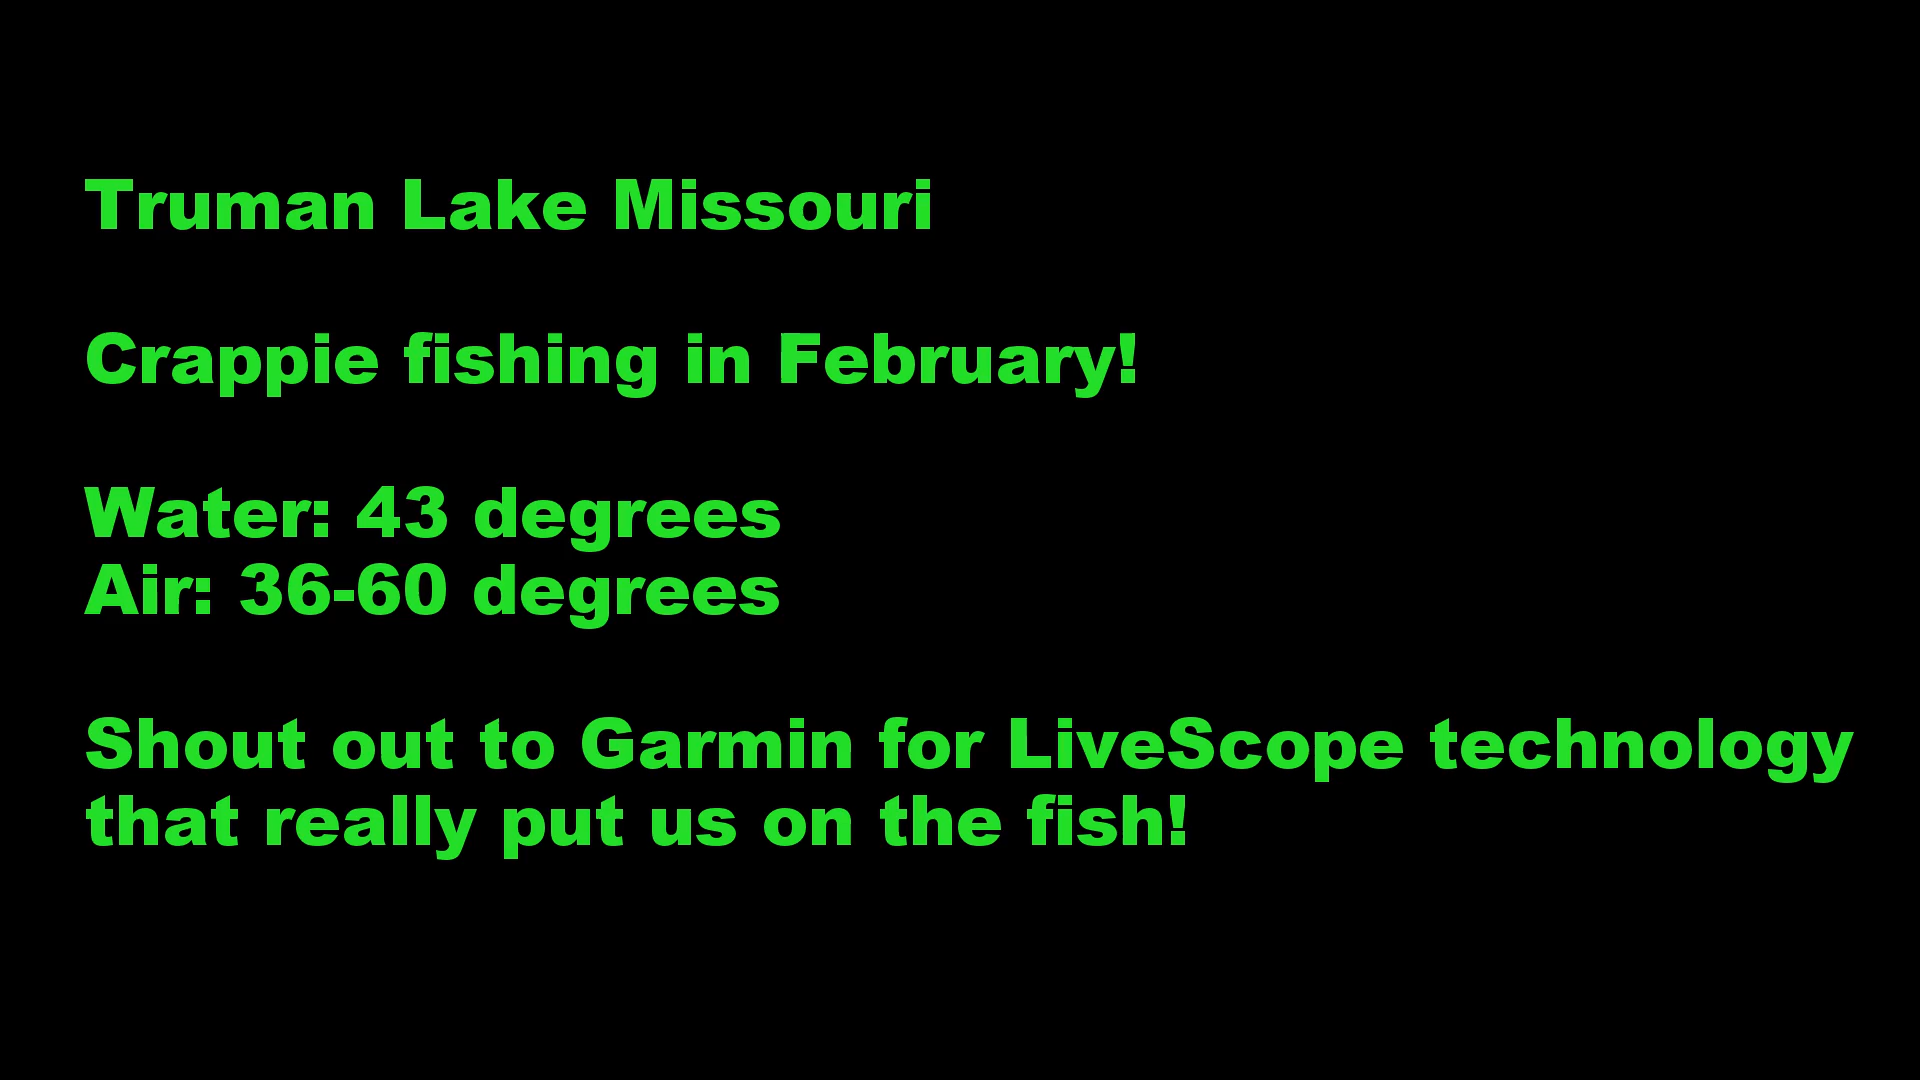 Truman Lake Missouri
Crappie fishing in February!
Water: 43 degrees
Air: 36-60 degrees
Shout out to Garmin for LiveScope technology
that really put us on the fish!